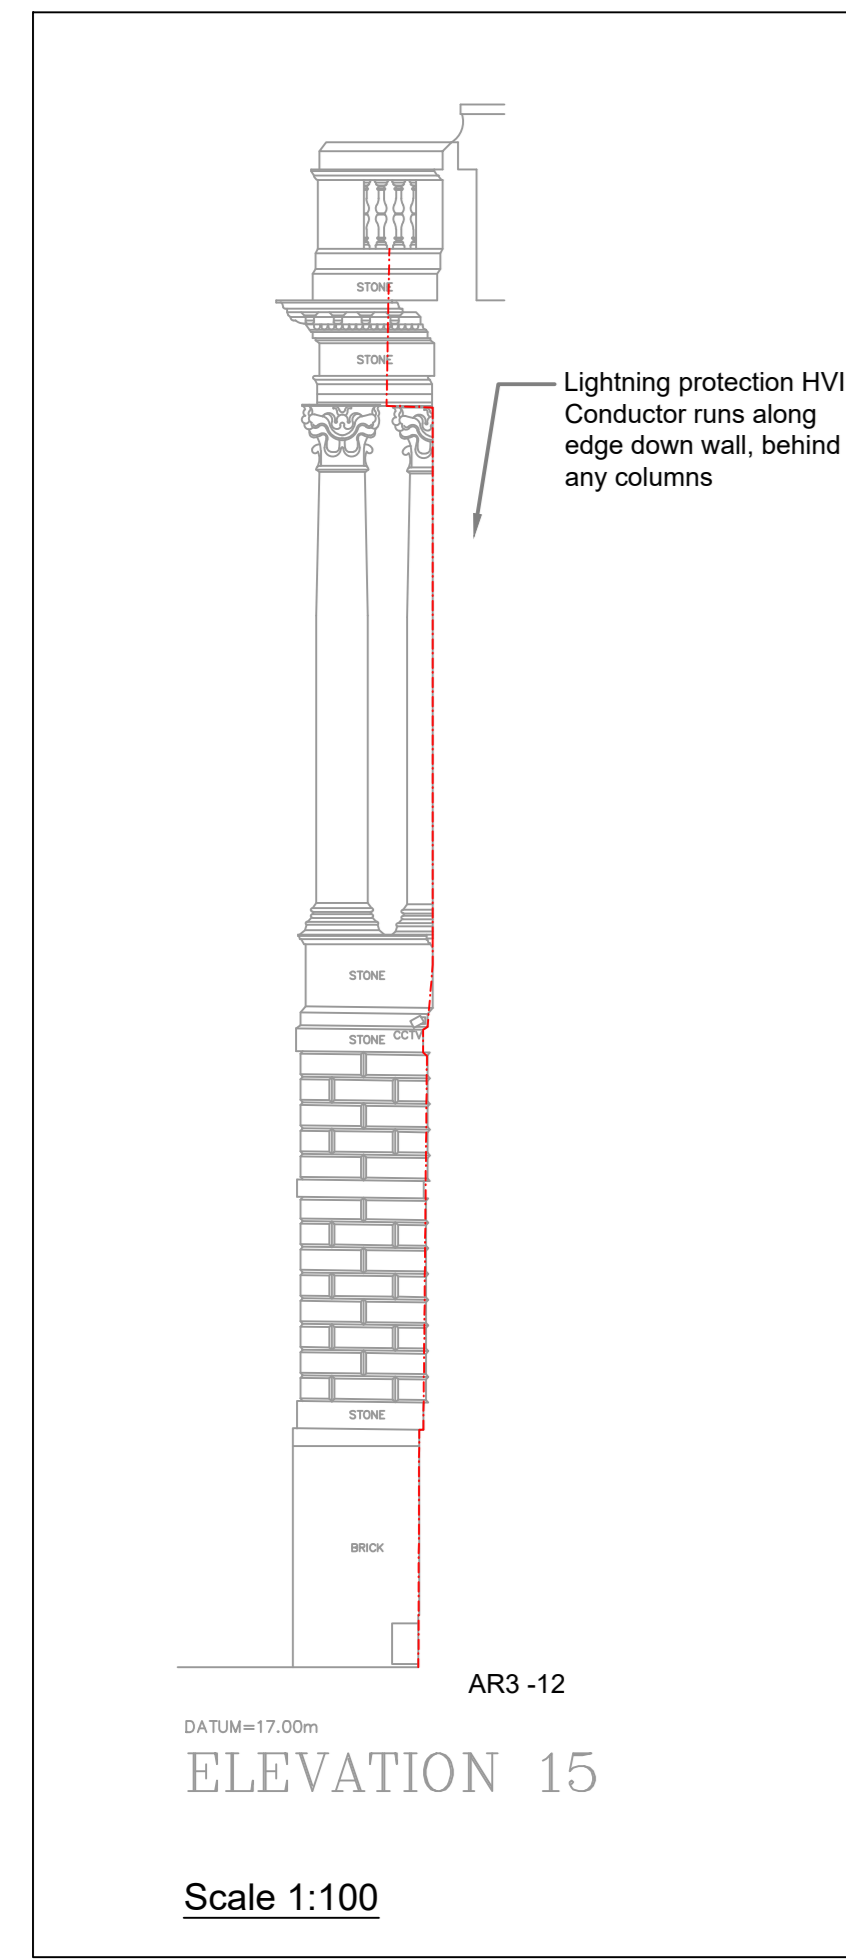 STONE
STONE
Lightning protection HVI
Conductor runs along
edge down wall, behind
any columns
STONE
STONE CCTV
STONE
BRICK
AR3 -12
DATUM=17.00m
ELEVATION 15
Scale 1:100